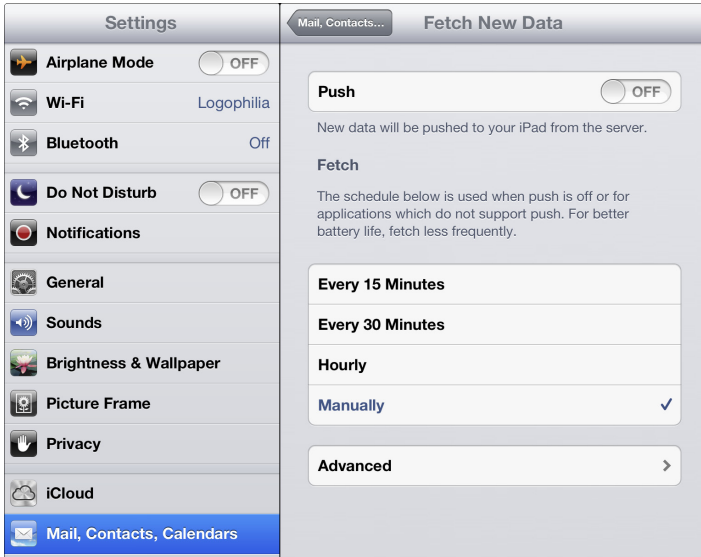 Settings
Airplane Mode OFF
Wi-Fi Logophilia
Bluetooth Off
Do Not Disturb OFF
Notifications
General
Sounds
Brightness & Wallpaper
Picture Frame
Privacy
iCloud
Mail, Contacts, Calendars
Mail, Contacts...
Fetch New Data
Push OFF
New data will be pushed to your iPad from the server.
Fetch
The schedule below is used when push is off or for
applications which do not support push. For better
battery life, fetch less frequently.
Every 15 Minutes
Every 30 Minutes
Hourly
Manually
Advanced